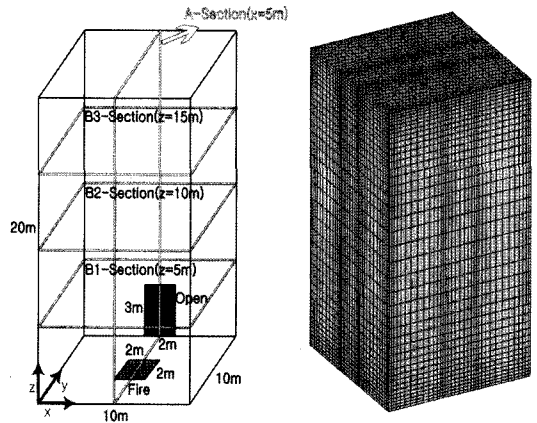 A-Section(x=5m)
B3-Section(z=15m)
B2-Section(z=10m)
20m
B1-Section(z=5m)
Open
3m
2m
2m
2m
Fire
10m
z
y
x
10m